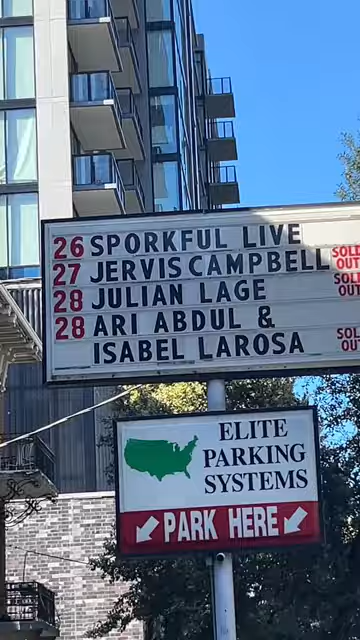 26 SPORKFUL LIVE
27 JERVIS CAMPBELL SOLD OUT
28 JULIAN LAGE SOLD OUT
28 ARI ABDUL &
ISABEL LAROSA SOLD OUT
ELITE
PARKING
SYSTEMS
PARK HERE